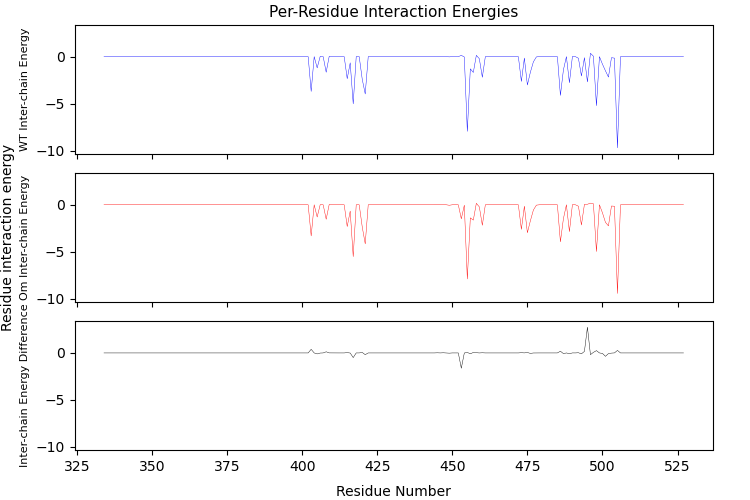 Per-Residue Interaction Energies
WT Inter-chain Energy
0
−5
−10
Residue interaction energy
Om Inter-chain Energy
0
−5
−10
Inter-chain Energy Difference
0
−5
−10
325 350 375 400 425 450 475 500 525
Residue Number